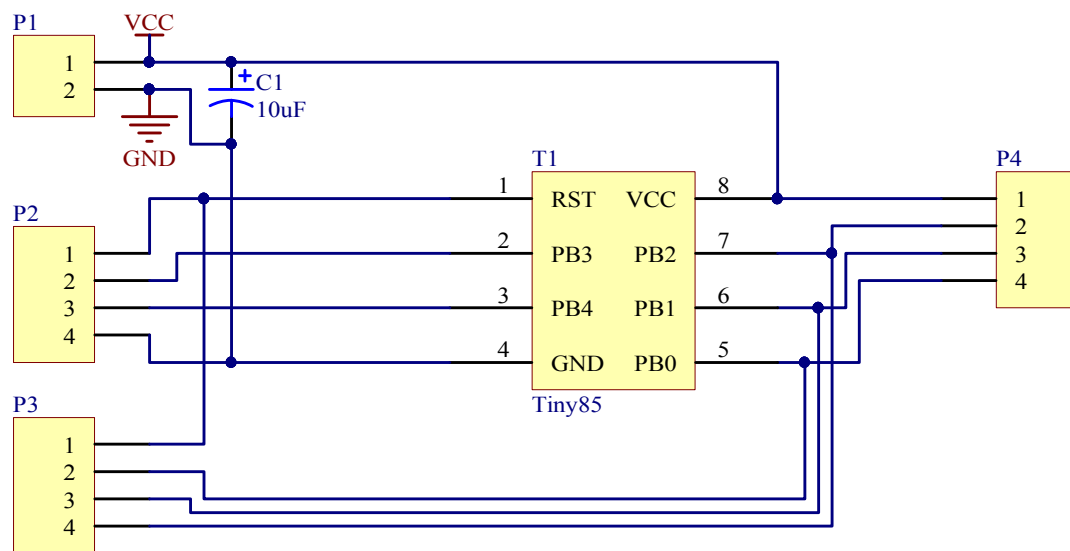 P1
VCC
1
2
+
C1
10uF
GND
T1
P4
1
RST
VCC
8
1
P2
2
1
2
PB3
PB2
7
3
2
4
3
3
PB4
PB1
6
4
4
GND
PB0
5
P3
Tiny85
1
2
3
4